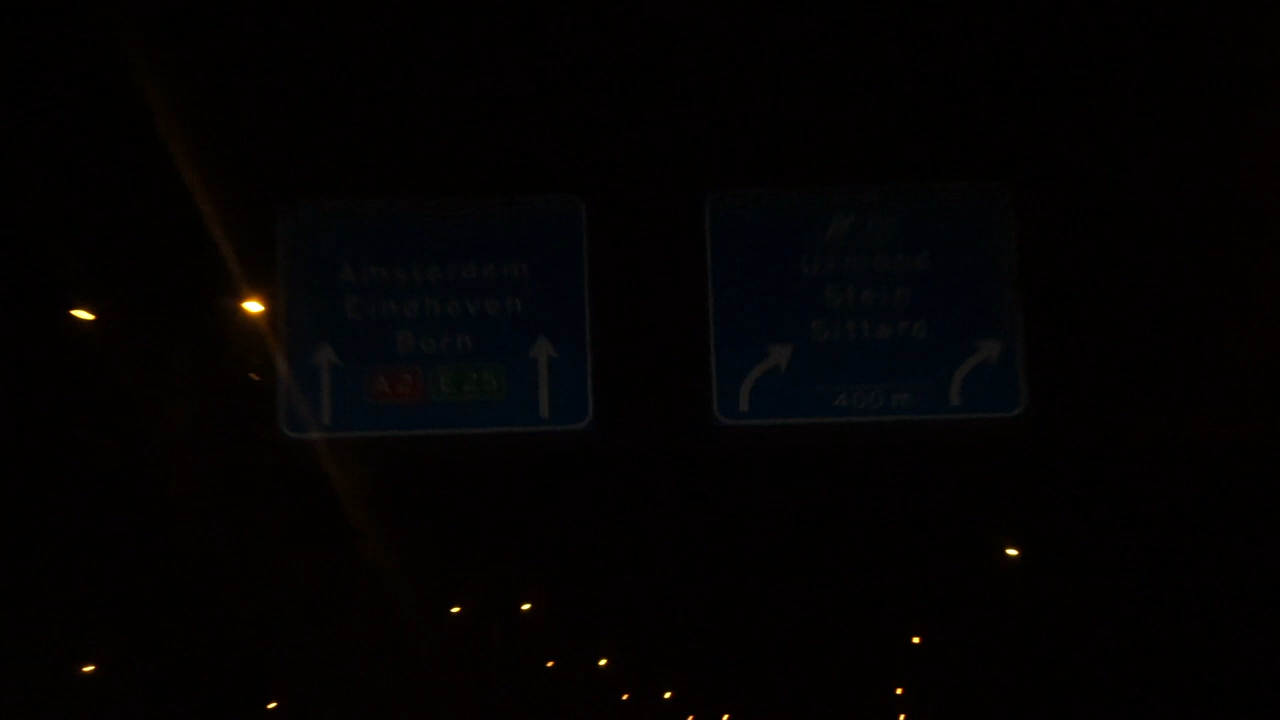 Amsterdam
Eindhoven
Born
A2 E25
Urmond
Stein
Sittard
400 m